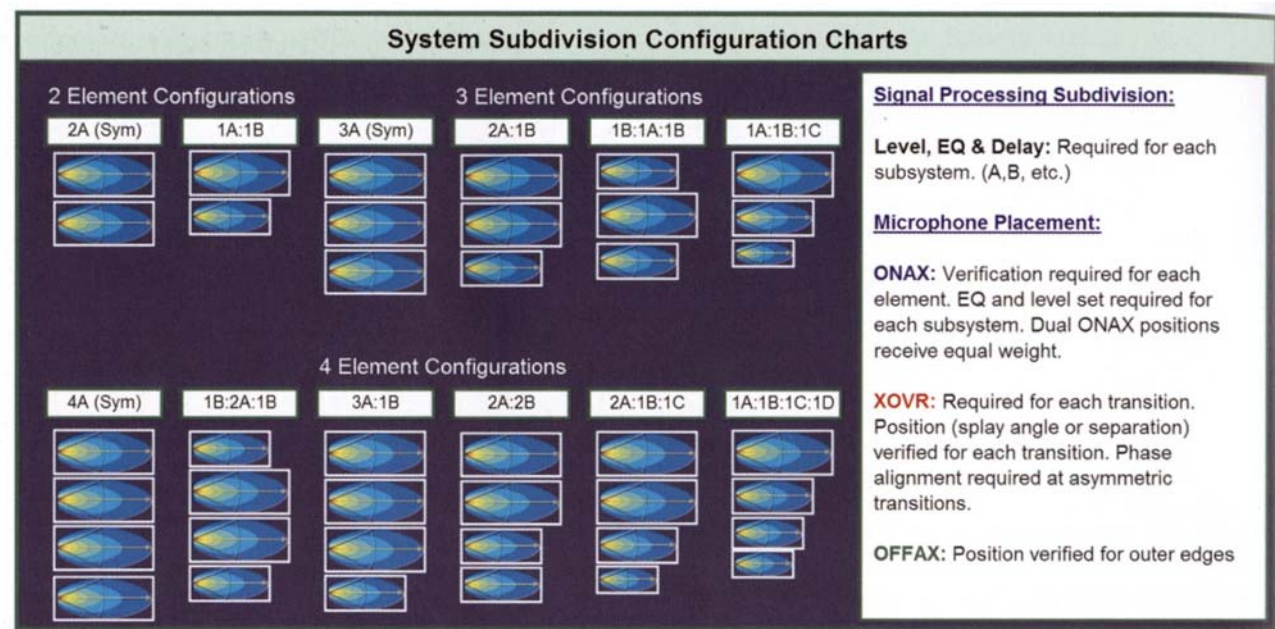 System Subdivision Configuration Charts
2 Element Configurations
3 Element Configurations
2A (Sym)
1A:1B
3A (Sym)
2A:1B
1B:1A:1B
1A:1B:1C
4 Element Configurations
4A (Sym)
1B:2A:1B
3A:1B
2A:2B
2A:1B:1C
1A:1B:1C:1D
Signal Processing Subdivision:
Level, EQ & Delay: Required for each
subsystem. (A,B, etc.)
Microphone Placement:
ONAX: Verification required for each
element. EQ and level set required for
each subsystem. Dual ONAX positions
receive equal weight.
XOVR: Required for each transition.
Position (splay angle or separation)
verified for each transition. Phase
alignment required at asymmetric
transitions.
OFFAX: Position verified for outer edges